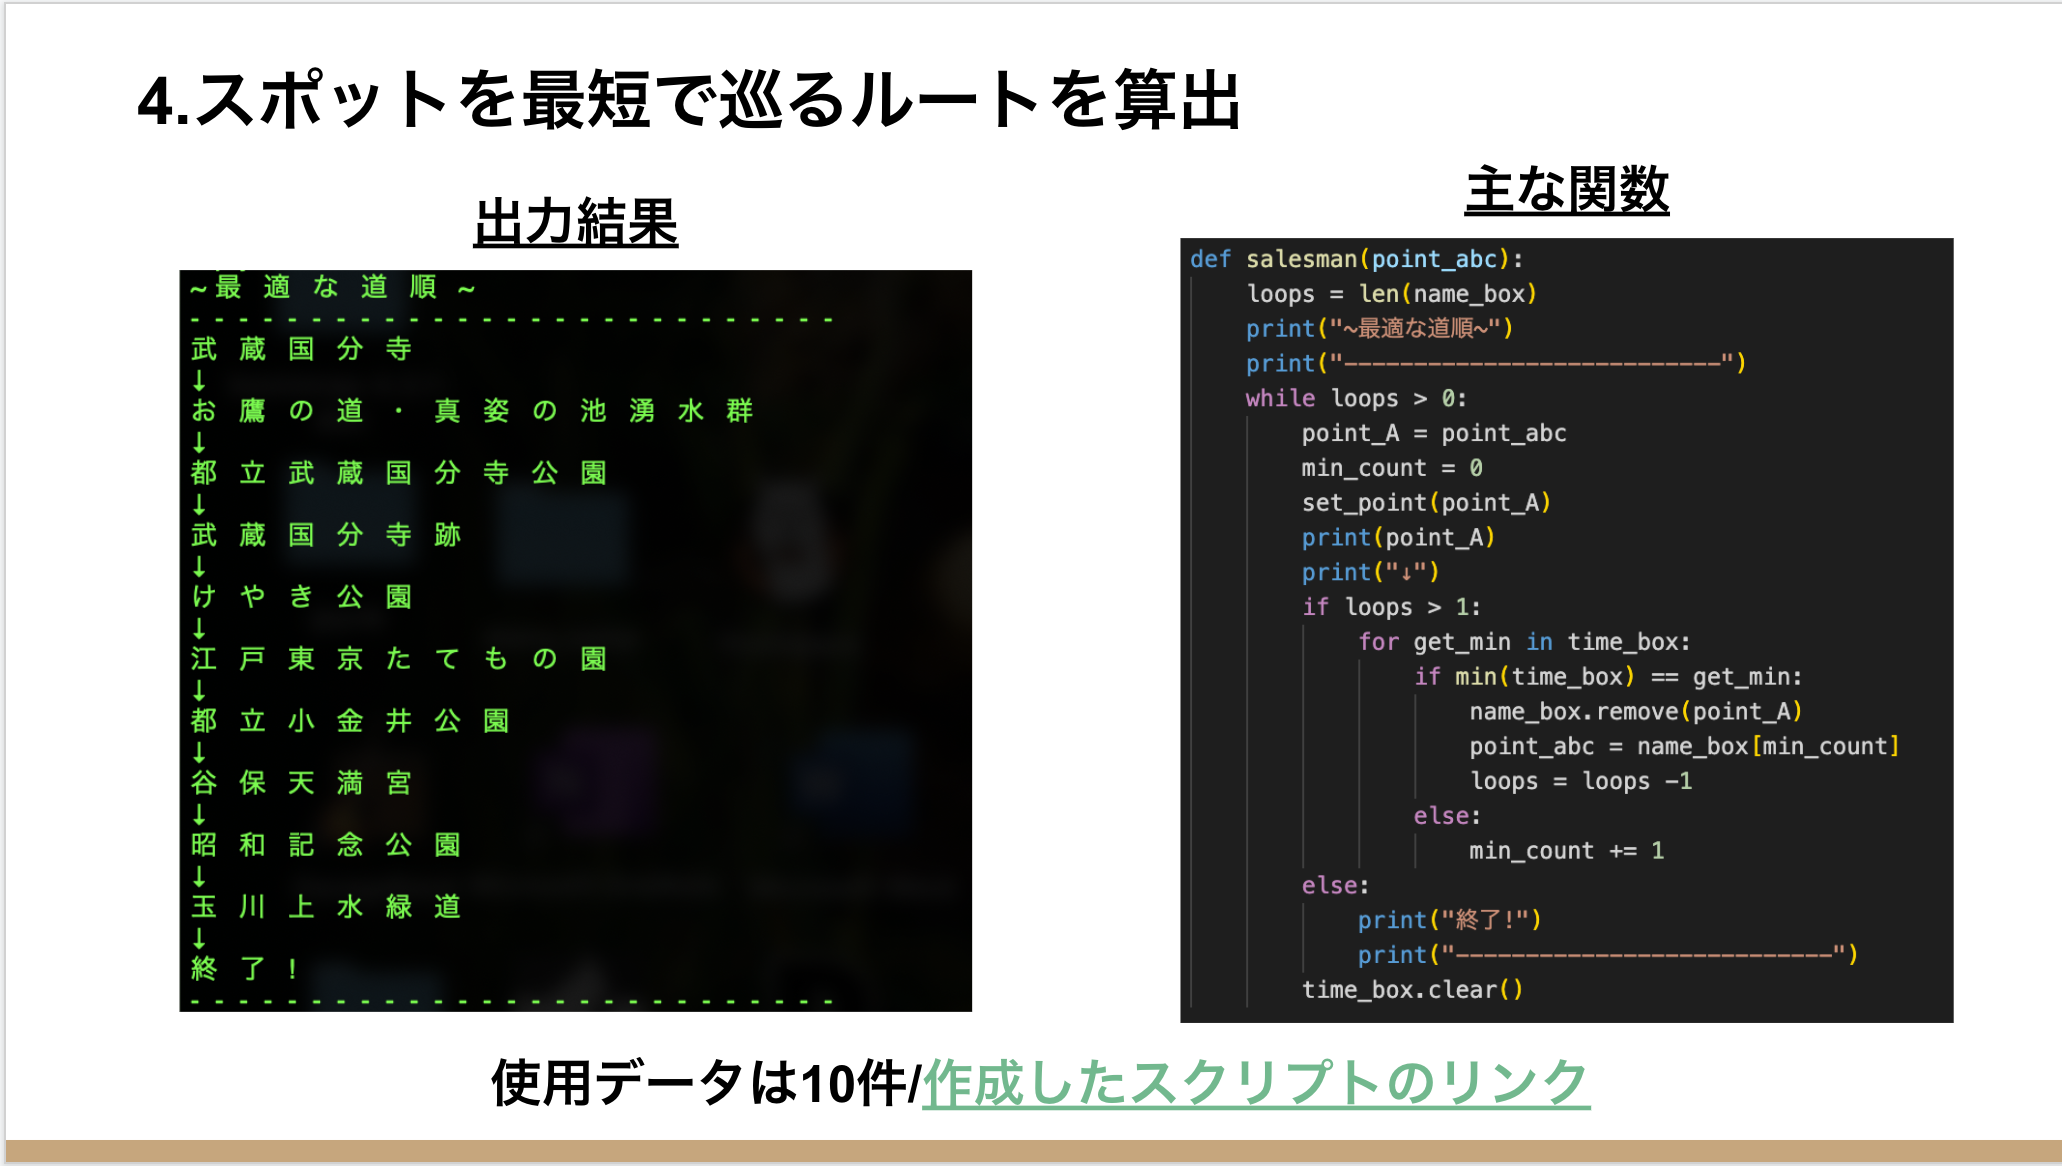 4.スポットを最短で巡るルートを算出
出力結果
~最適な道順~
---------------------------
武蔵国分寺
↓
お鷹の道・真姿の池湧水群
↓
都立武蔵国分寺公園
↓
武蔵国分寺跡
↓
けやき公園
↓
江戸東京たてもの園
↓
都立小金井公園
↓
谷保天満宮
↓
昭和記念公園
↓
玉川上水緑道
↓
終了!
---------------------------
主な関数
def salesman(point_abc):
    loops = len(name_box)
    print("~最適な道順~")
    print("---------------------------")
    while loops > 0:
        point_A = point_abc
        min_count = 0
        set_point(point_A)
        print(point_A)
        print("↓")
        if loops > 1:
            for get_min in time_box:
                if min(time_box) == get_min:
                    name_box.remove(point_A)
                    point_abc = name_box[min_count]
                    loops = loops -1
                else:
                    min_count += 1
        else:
            print("終了!")
            print("---------------------------")
        time_box.clear()
使用データは10件/作成したスクリプトのリンク